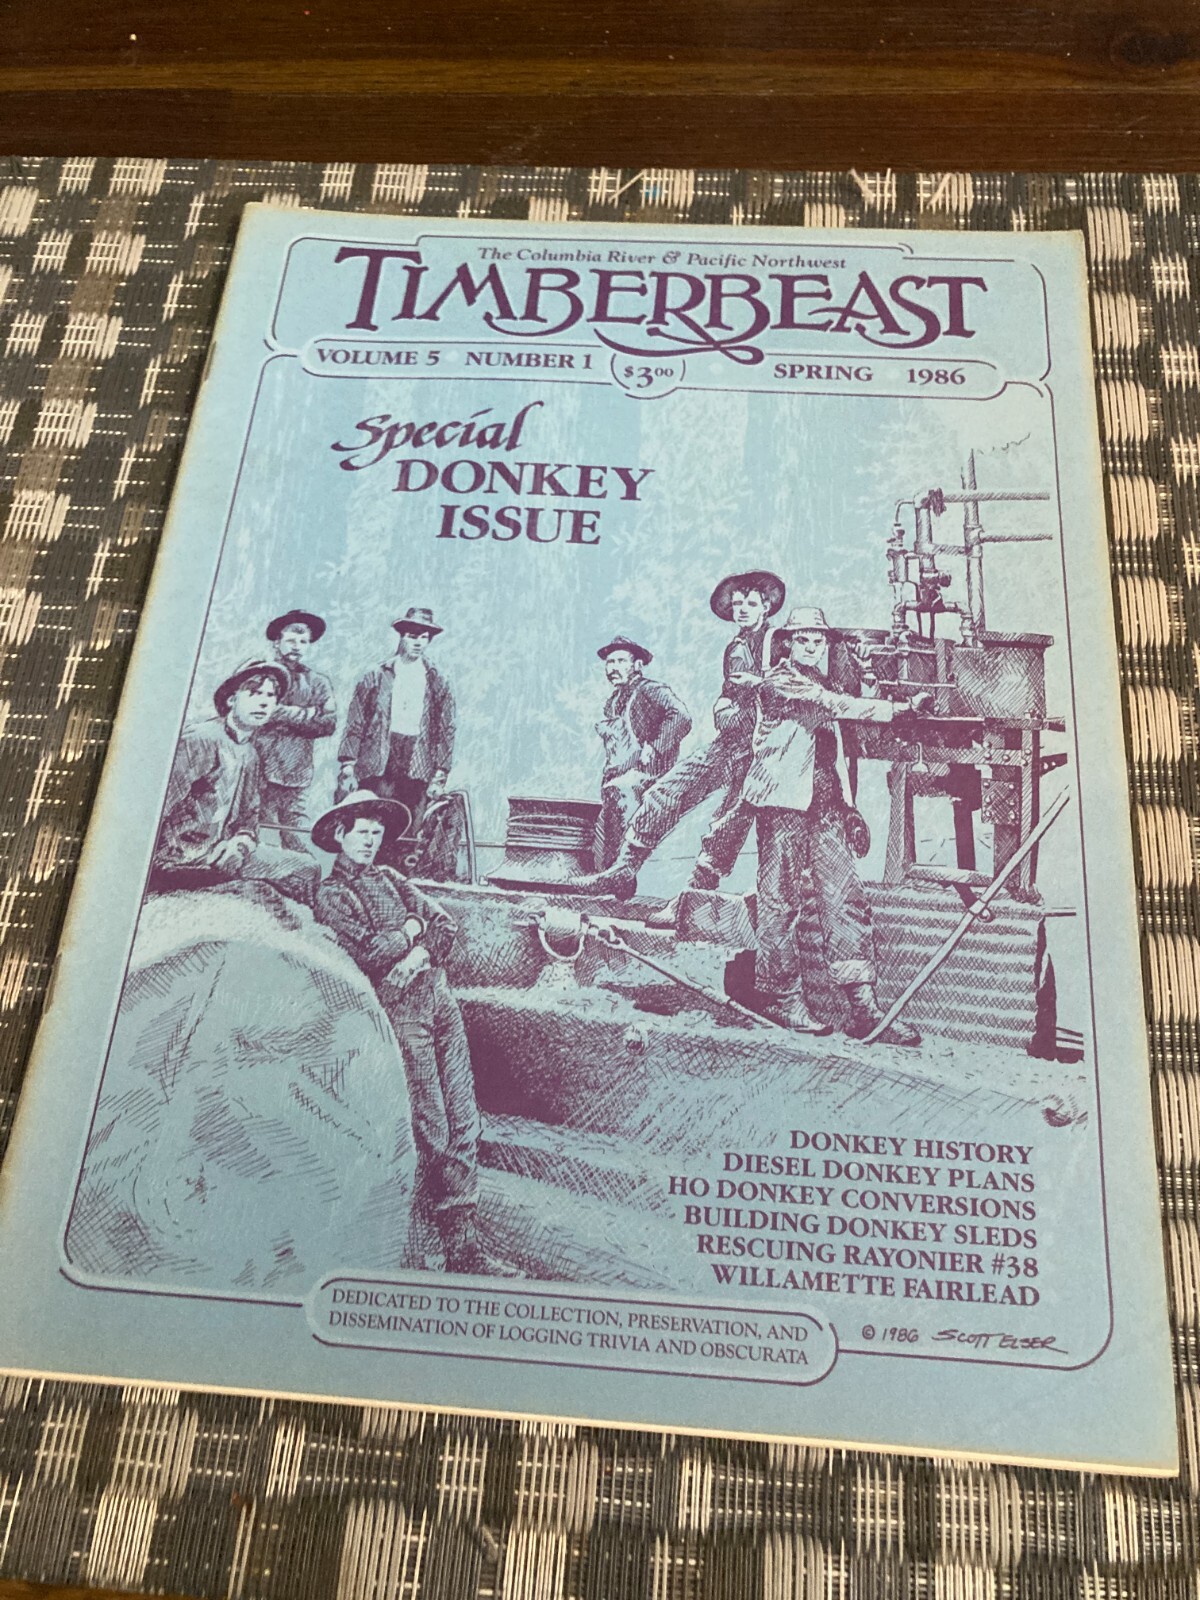 The Columbia River & Pacific Northwest
TIMBERBEAST
VOLUME 5 NUMBER 1 $3.00 SPRING 1986
Special
DONKEY
ISSUE
DONKEY HISTORY
DIESEL DONKEY PLANS
HO DONKEY CONVERSIONS
BUILDING DONKEY SLEDS
RESCUING RAYONIER #38
WILLAMETTE FAIRLEAD
DEDICATED TO THE COLLECTION, PRESERVATION, AND
DISSEMINATION OF LOGGING TRIVIA AND OBSCURATA
© 1986 SCOTT ELSER